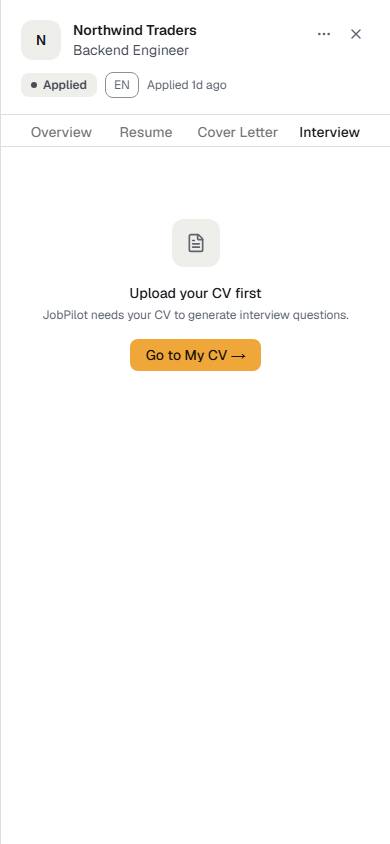 N
Northwind Traders
Backend Engineer
Applied
EN
Applied 1d ago
Overview
Resume
Cover Letter
Interview
Upload your CV first
JobPilot needs your CV to generate interview questions.
Go to My CV →